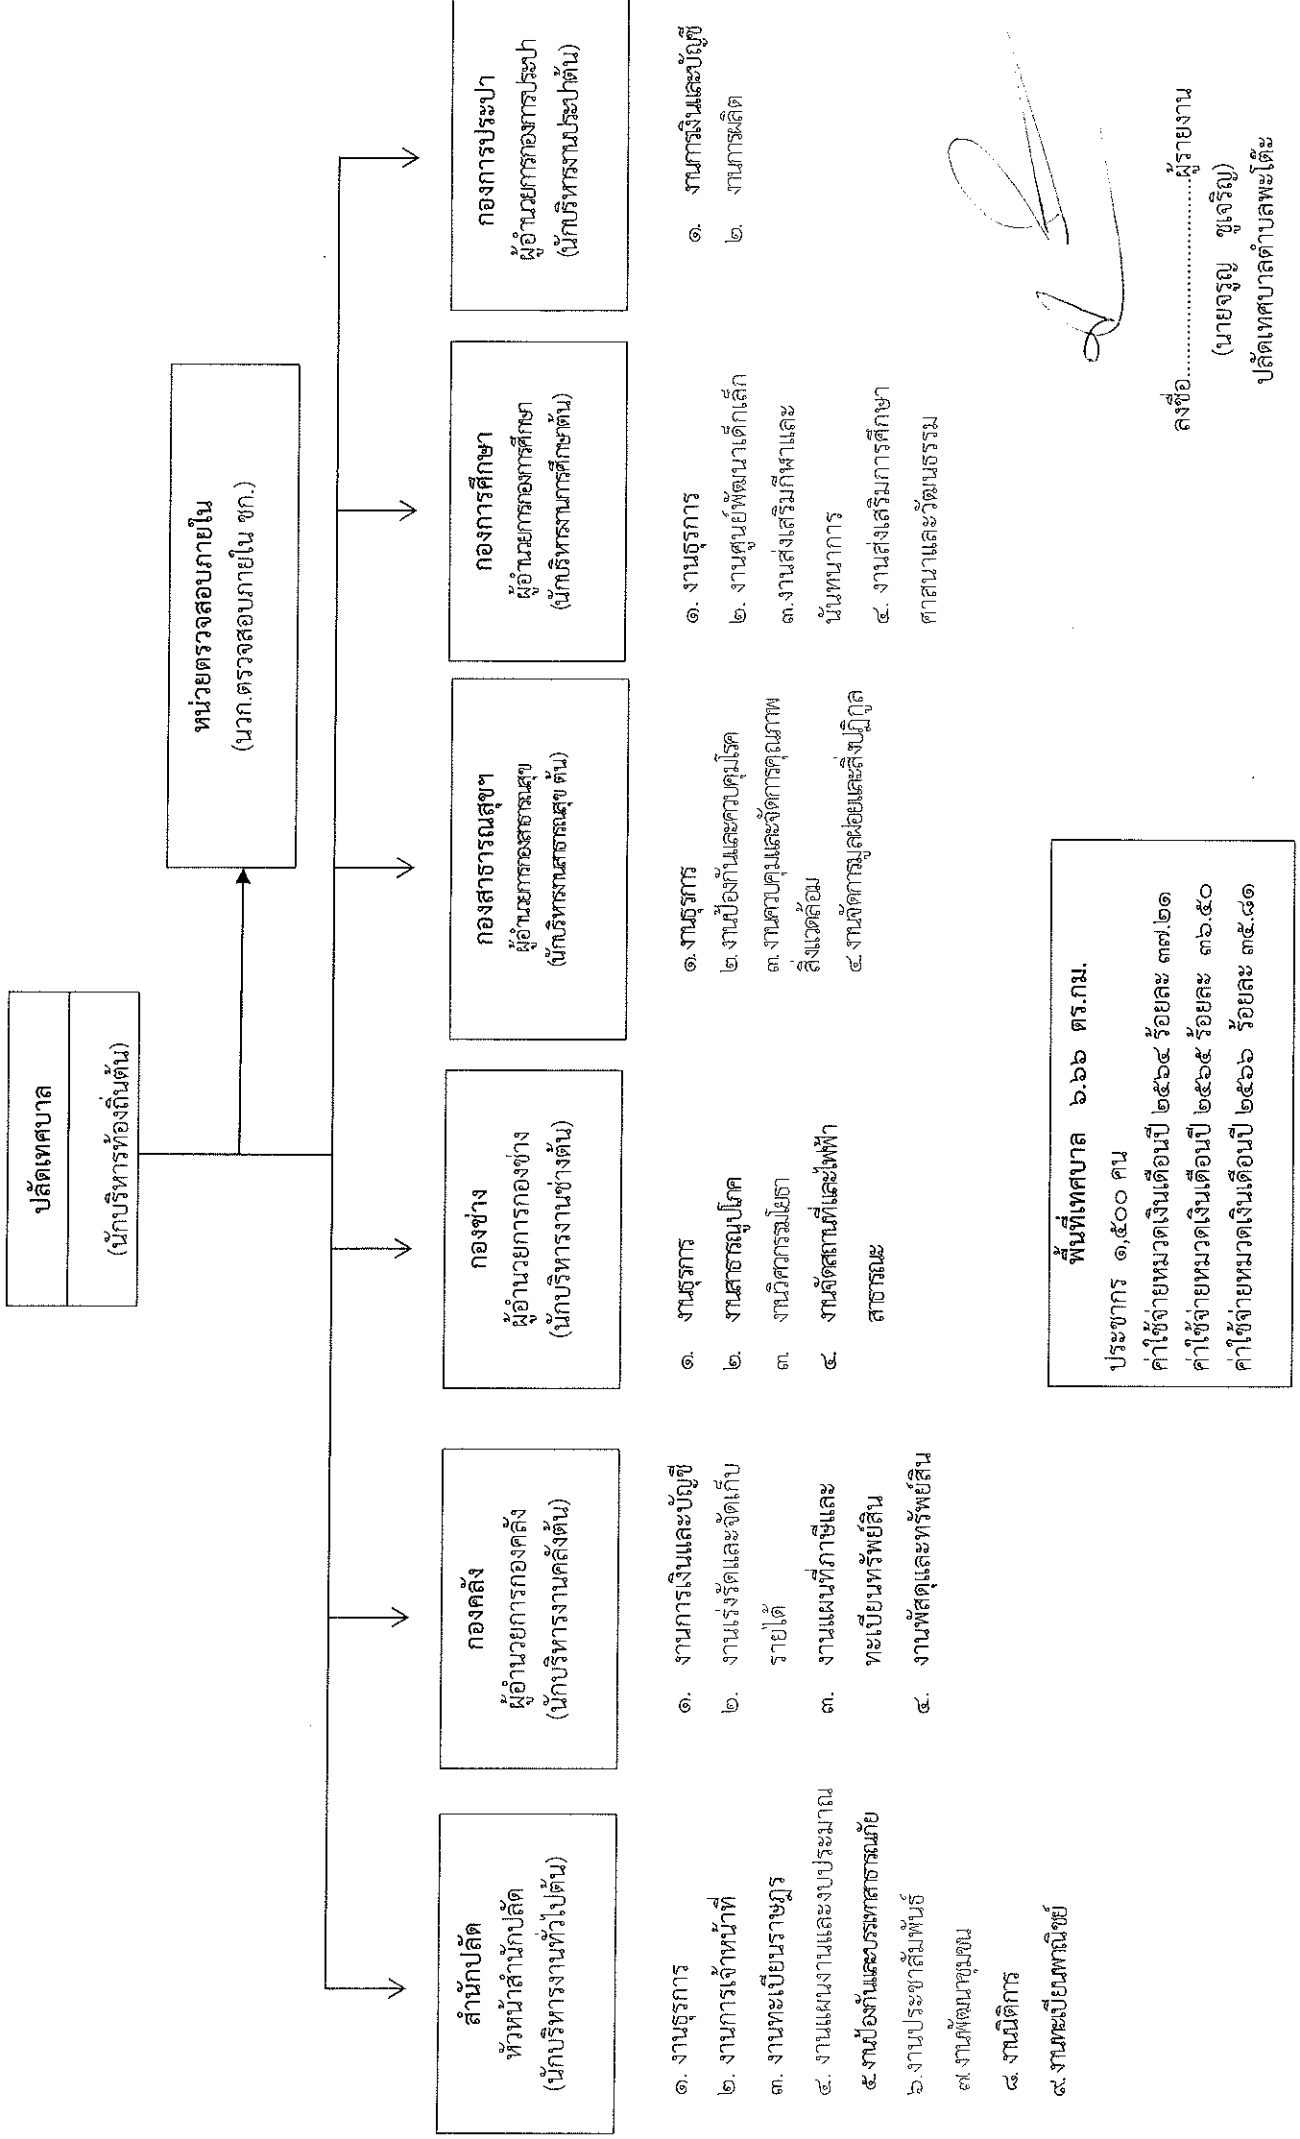 ปลัดเทศบาล
(นักบริหารท้องถิ่นต้น)
หน่วยตรวจสอบภายใน
(นวก.ตรวจสอบภายใน ชก.)
สำนักปลัด
หัวหน้าสำนักปลัด
(นักบริหารงานทั่วไปต้น)
๑. งานธุรการ
๒. งานการเจ้าหน้าที่
๓. งานทะเบียนราษฎร
๔. งานแผนงานและงบประมาณ
๕. งานป้องกันและบรรเทาสาธารณภัย
๖. งานประชาสัมพันธ์
๗. งานพัฒนาชุมชน
๘. งานนิติการ
๙. งานทะเบียนพาณิชย์
กองคลัง
ผู้อำนวยการกองคลัง
(นักบริหารงานคลังต้น)
๑. งานการเงินและบัญชี
๒. งานเร่งรัดและจัดเก็บ
รายได้
๓. งานแผนที่ภาษีและ
ทะเบียนทรัพย์สิน
๔. งานพัสดุและทรัพย์สิน
กองช่าง
ผู้อำนวยการกองช่าง
(นักบริหารงานช่างต้น)
๑. งานธุรการ
๒. งานสาธารณูปโภค
๓. งานวิศวกรรมโยธา
๔. งานจัดสถานที่และไฟฟ้า
สาธารณะ
กองสาธารณสุขฯ
ผู้อำนวยการกองสาธารณสุข
(นักบริหารงานสาธารณสุข ต้น)
๑. งานธุรการ
๒. งานป้องกันและควบคุมโรค
๓. งานควบคุมและจัดการคุณภาพ
สิ่งแวดล้อม
๔. งานจัดการมูลฝอยและสิ่งปฏิกูล
กองการศึกษา
ผู้อำนวยการกองการศึกษา
(นักบริหารงานการศึกษาต้น)
๑. งานธุรการ
๒. งานศูนย์พัฒนาเด็กเล็ก
๓.งานส่งเสริมกีฬาและ
นันทนาการ
๔. งานส่งเสริมการศึกษา
ศาสนาและวัฒนธรรม
กองการประปา
ผู้อำนวยการกองการประปา
(นักบริหารงานประปาต้น)
๑. งานการเงินและบัญชี
๒. งานการผลิต
พื้นที่เทศบาล ๖.๖๖ ตร.กม.
ประชากร ๑,๕๐๐ คน
ค่าใช้จ่ายหมวดเงินเดือนปี ๒๕๖๔ ร้อยละ ๓๗.๒๑
ค่าใช้จ่ายหมวดเงินเดือนปี ๒๕๖๕ ร้อยละ ๓๖.๕๐
ค่าใช้จ่ายหมวดเงินเดือนปี ๒๕๖๖ ร้อยละ ๓๕.๘๑
ลงชื่อ..............................ผู้รายงาน
(นายจรูญ ชูเจริญ)
ปลัดเทศบาลตำบลพะโต๊ะ